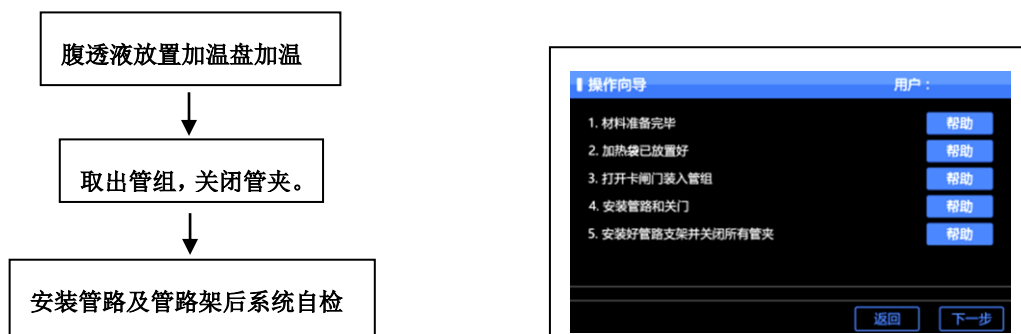 腹透液放置加温盘加温
取出管组，关闭管夹。
安装管路及管路架后系统自检
操作向导 用户：
1. 材料准备完毕 帮助
2. 加热袋已放置好 帮助
3. 打开卡闸门装入管组 帮助
4. 安装管路和关门 帮助
5. 安装好管路支架并关闭所有管夹 帮助
返回 下一步